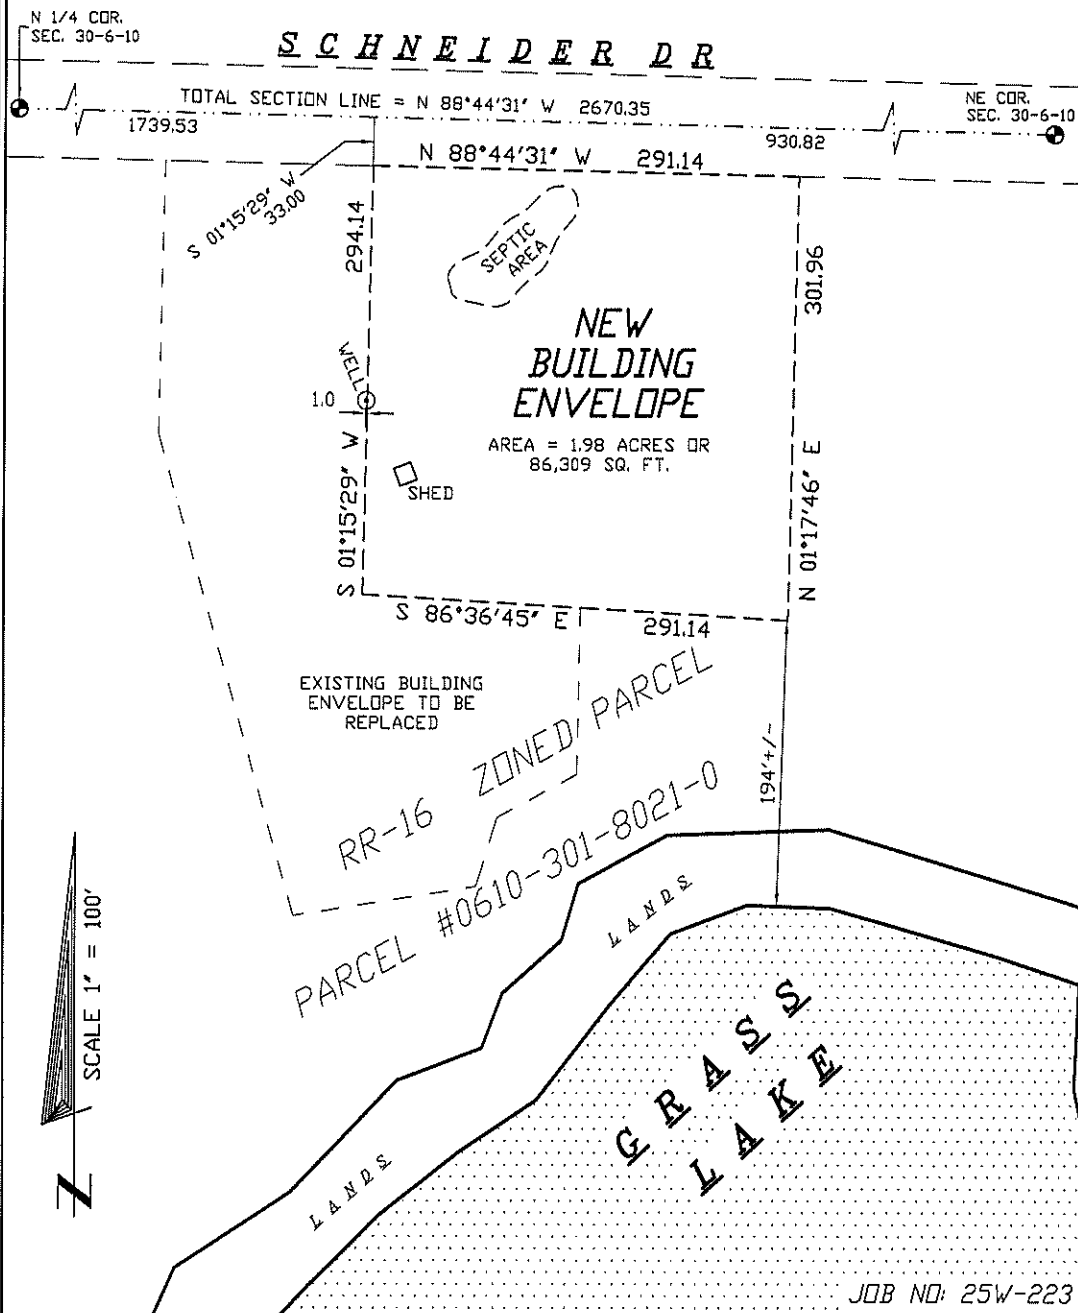 N 1/4 COR.
SEC. 30-6-10
SCHNEIDER DR
TOTAL SECTION LINE = N 88°44'31" W 2670.35
NE COR.
SEC. 30-6-10
1739.53
930.82
N 88°44'31" W 291.14
S 01°15'29" W
33.00
294.14
SEPTIC
AREA
301.96
NEW
BUILDING
ENVELOPE
WELL
1.0
AREA = 1.98 ACRES OR
86,309 SQ. FT.
SHED
S 01°15'29" W
N 01°17'46" E
S 86°36'45" E 291.14
EXISTING BUILDING
ENVELOPE TO BE
REPLACED
RR-16 ZONED PARCEL
PARCEL #0610-301-8021-0
194'+/-
LANDS
SCALE 1" = 100'
GRASS
LAKE
LANDS
N
JOB NO: 25W-223